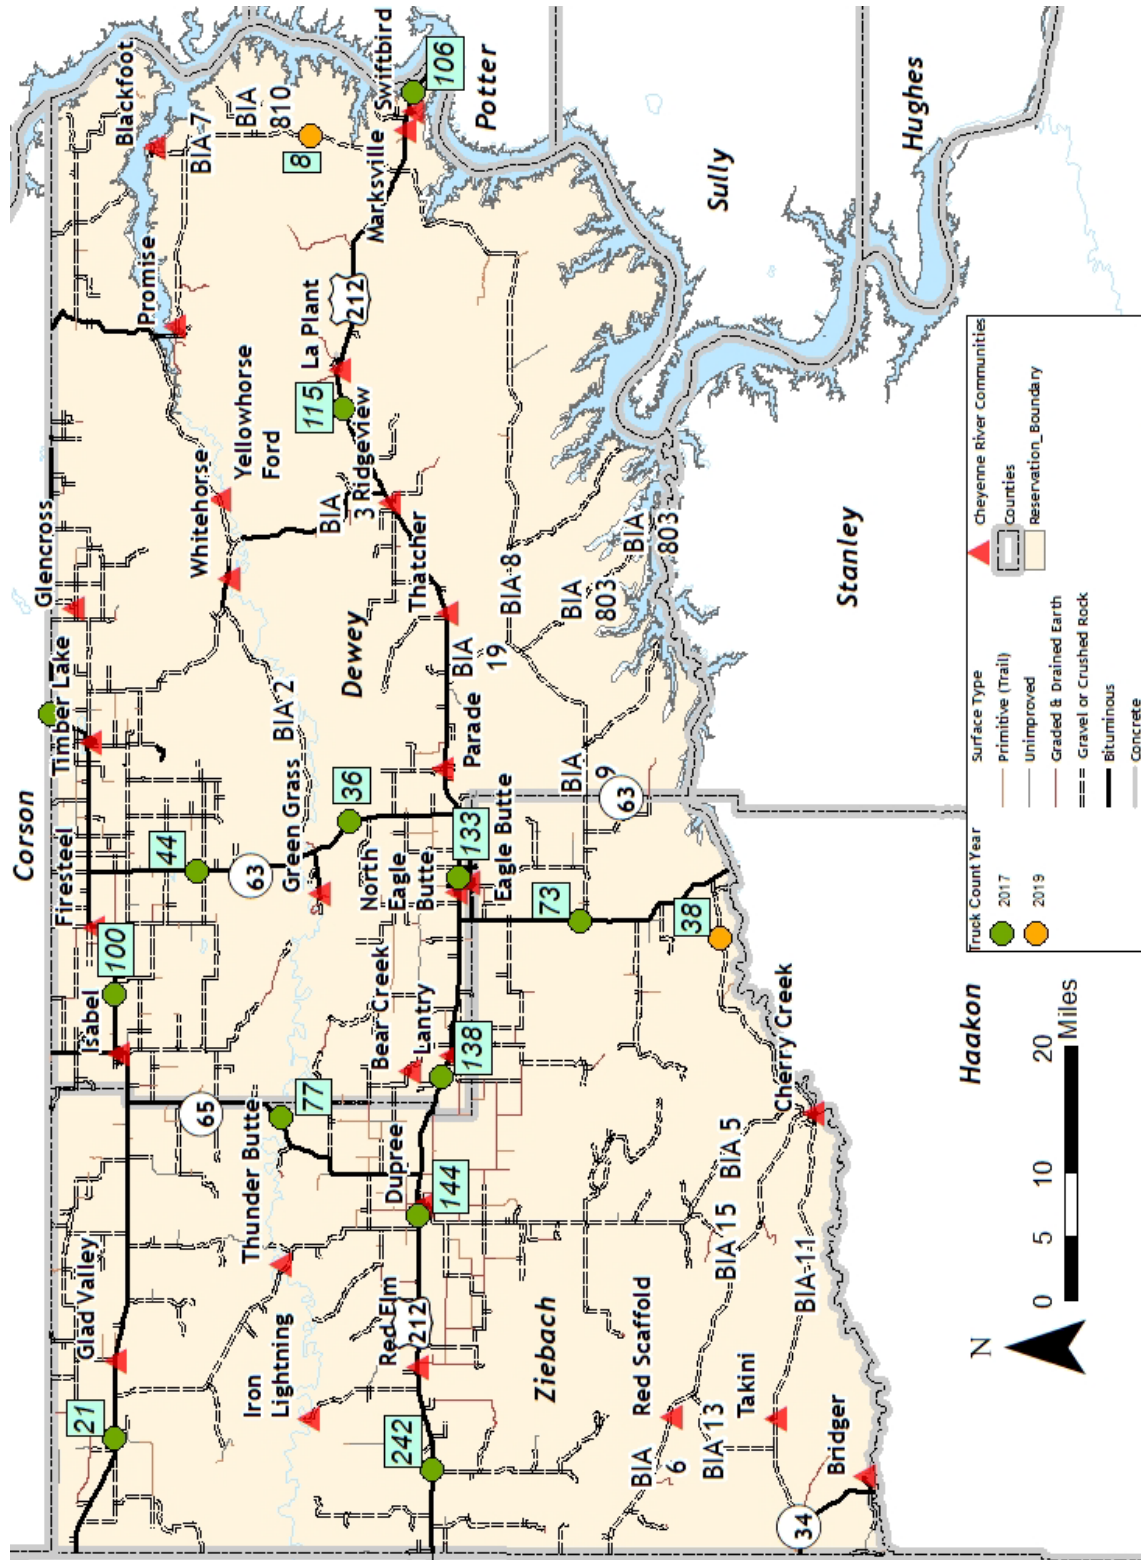 Corson
Glad Valley
21
Isabel
100
Firesteel
Timber Lake
Glencross
Blackfoot
Promise
44
65
63
Whitehorse
Yellowhorse
Ford
BIA 7
BIA
810
8
Thunder Butte
77
Green Grass
BIA 2
Iron
Lightning
36
Dewey
BIA
3
Ridgeview
115
La Plant
212
Marksville
Swiftbird
106
Red Elm
212
242
Dupree
144
Bear Creek
Lantry
138
North
Eagle
Butte
133
Eagle Butte
Parade
Thatcher
BIA
19
Potter
BIA 8
Ziebach
73
BIA
9
63
BIA
803
BIA
803
Red Scaffold
BIA
6
BIA 13
BIA 15
BIA 5
38
Sully
Takini
BIA 11
Cherry Creek
34
Bridger
Stanley
Hughes
Haakon
N
0 5 10 20
Miles
Truck Count Year
2017
2019
Surface Type
Primitive (Trail)
Unimproved
Graded & Drained Earth
Gravel or Crushed Rock
Bituminous
Concrete
Cheyenne River Communities
Counties
Reservation_Boundary